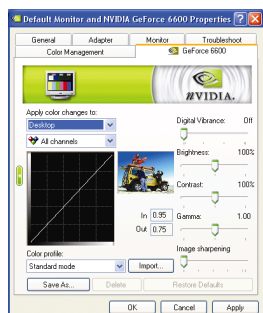 Default Monitor and NVIDIA GeForce 6600 Properties
General Adapter Monitor Troubleshoot
Color Management GeForce 6600
NVIDIA.
Apply color changes to:
Desktop
All channels
Digital Vibrance: Off
Brightness: 100%
Contrast: 100%
In 0.95 Gamma: 1.00
Out 0.75
Image sharpening
Color profile:
Standard mode Import...
Save As... Delete Restore Defaults
OK Cancel Apply